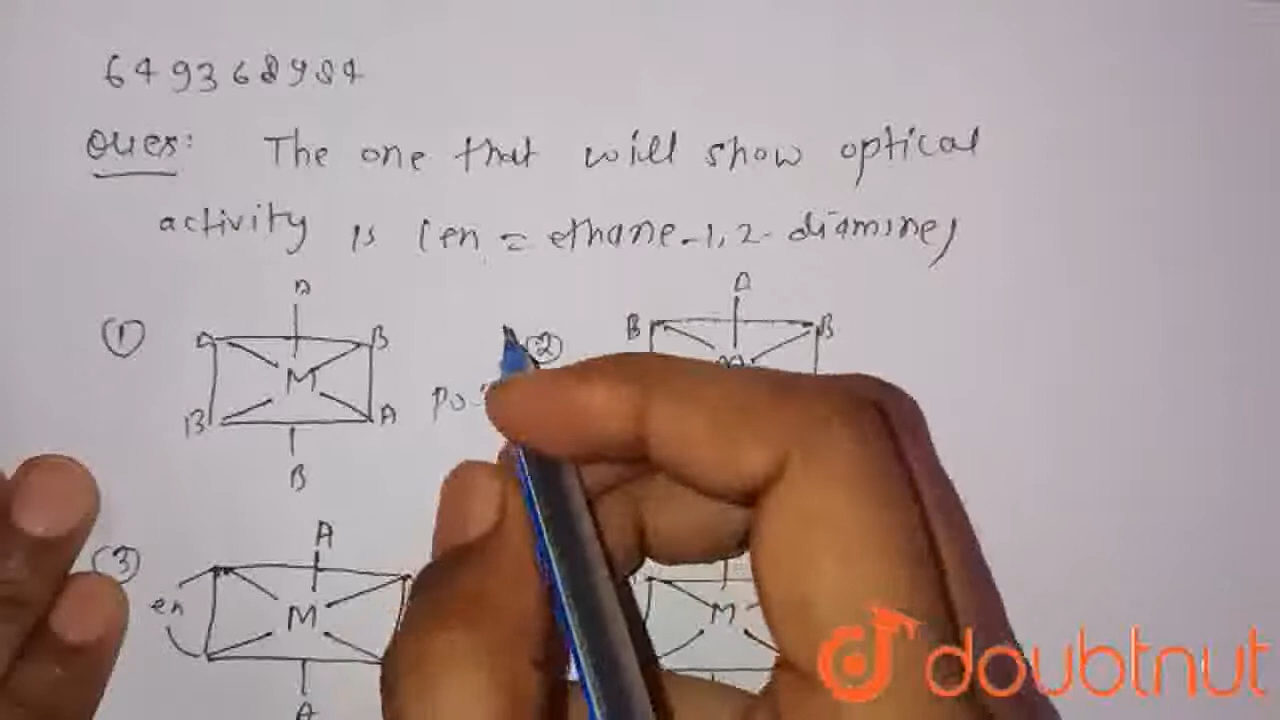 649368984
Ques: The one that will show optical
activity is (en = ethane-1,2-diamine)
① A B M B A B
② A B B M
③ A en M A
M
doubtnut